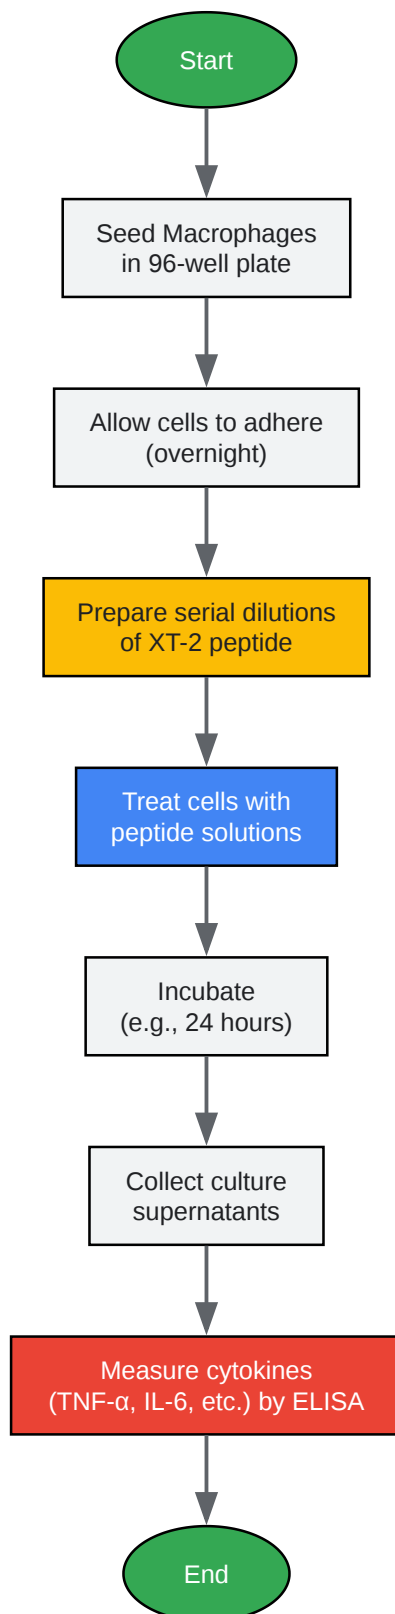 Start
Seed Macrophages
in 96-well plate
Allow cells to adhere
(overnight)
Prepare serial dilutions
of XT-2 peptide
Treat cells with
peptide solutions
Incubate
(e.g., 24 hours)
Collect culture
supernatants
Measure cytokines
(TNF-α, IL-6, etc.) by ELISA
End